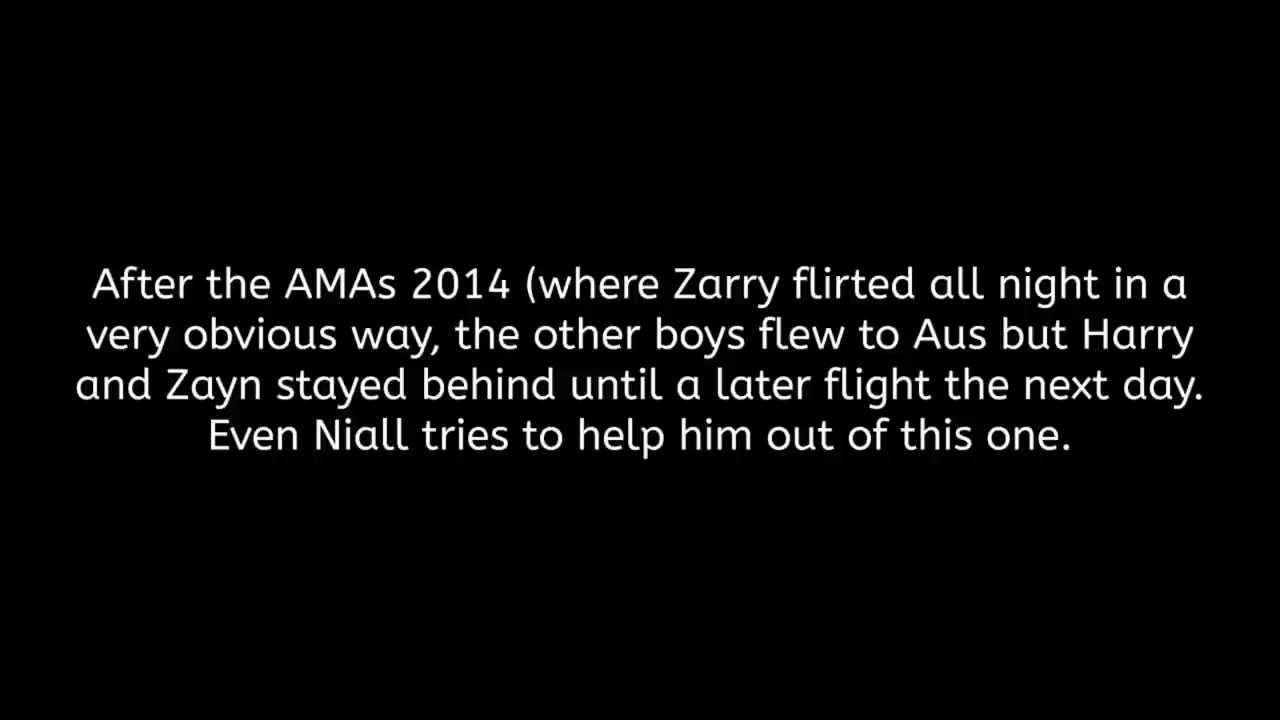 After the AMAs 2014 (where Zarry flirted all night in a
very obvious way, the other boys flew to Aus but Harry
and Zayn stayed behind until a later flight the next day.
Even Niall tries to help him out of this one.